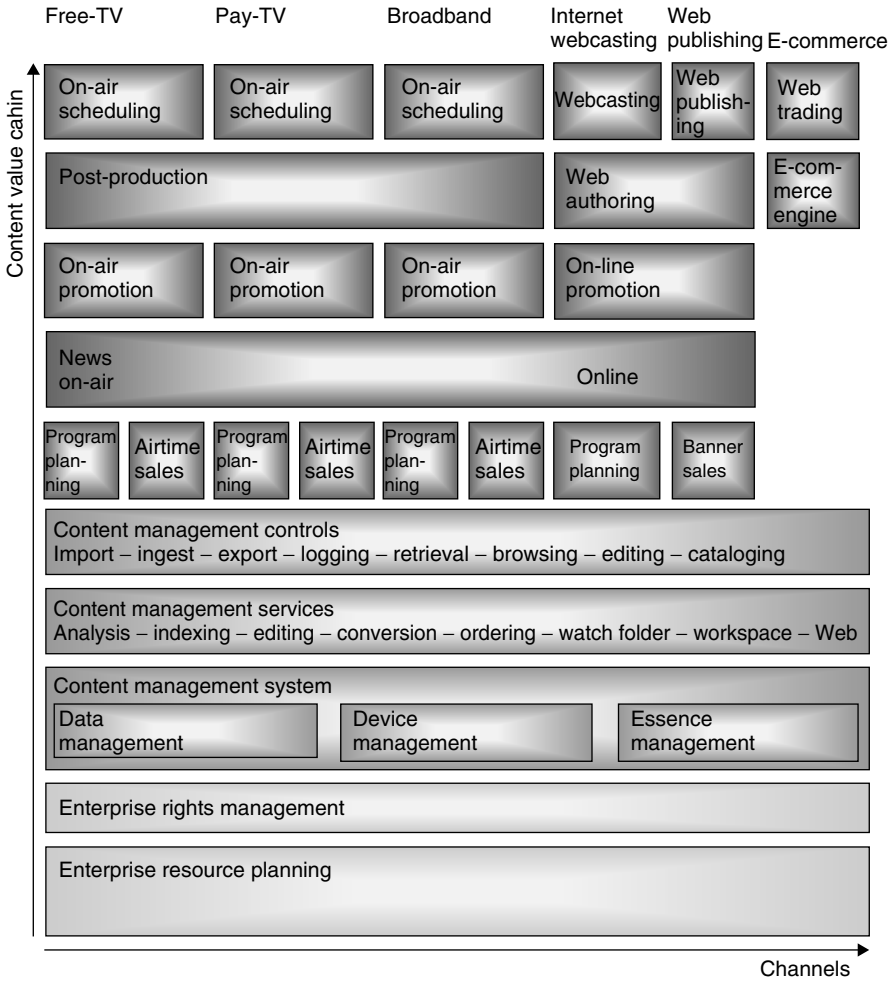 Free-TV
Pay-TV
Broadband
Internet
webcasting
Web
publishing
E-commerce
Content value cahin
On-air
scheduling
On-air
scheduling
On-air
scheduling
Webcasting
Web
publish-
ing
Web
trading
Post-production
Web
authoring
E-com-
merce
engine
On-air
promotion
On-air
promotion
On-air
promotion
On-line
promotion
News
on-air
Online
Program
plan-
ning
Airtime
sales
Program
plan-
ning
Airtime
sales
Program
plan-
ning
Airtime
sales
Program
planning
Banner
sales
Content management controls
Import – ingest – export – logging – retrieval – browsing – editing – cataloging
Content management services
Analysis – indexing – editing – conversion – ordering – watch folder – workspace – Web
Content management system
Data
management
Device
management
Essence
management
Enterprise rights management
Enterprise resource planning
Channels